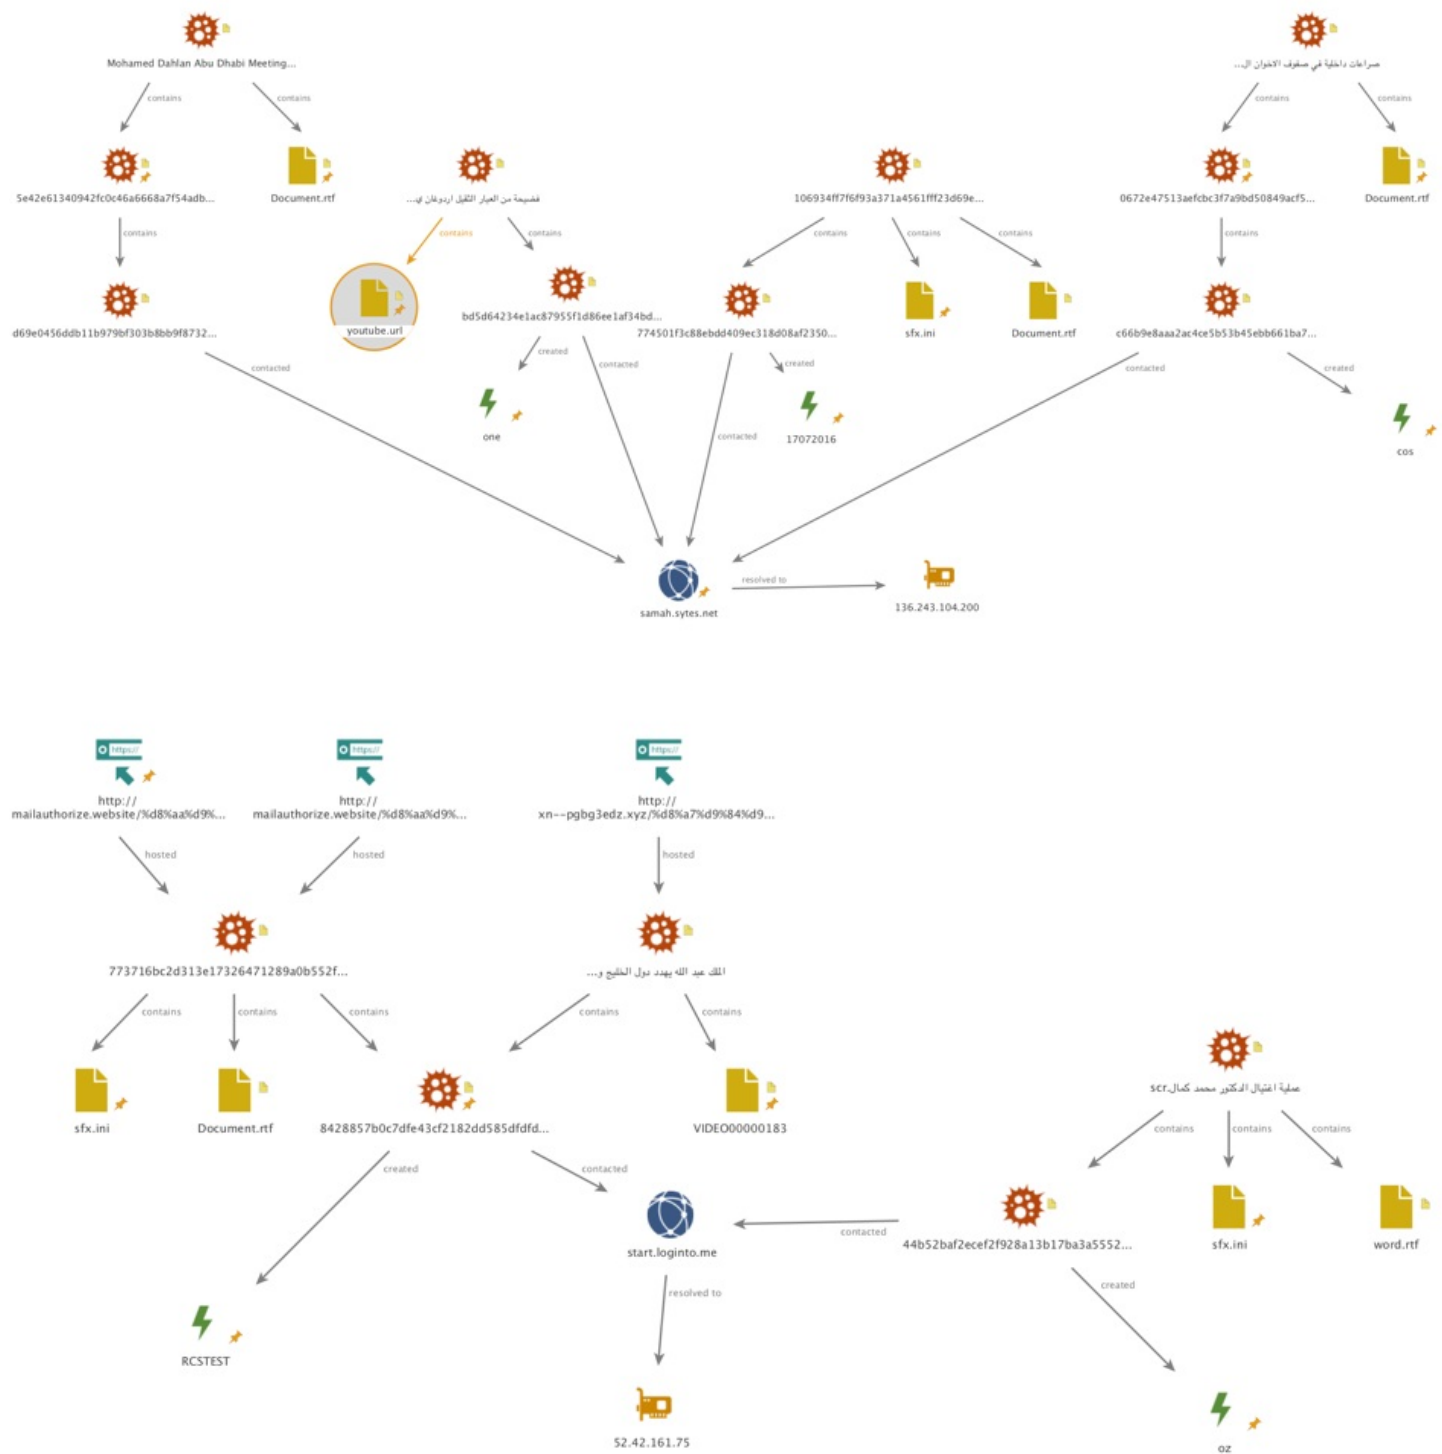 Mohamed Dahlan Abu Dhabi Meeting...
صراعات داخلية في صفوف الاخوان ال...
contains
contains
contains
contains
5e42e61340942fc0c46a6668a7f54adb...
Document.rtf
فضيحة من العيار الثقيل اردوغان ي...
106934ff7f6f93a371a4561fff23d69e...
0672e47513aefcbc3f7a9bd50849acf5...
Document.rtf
contains
contains
contains
contains
contains
contains
contains
d69e0456ddb11b979bf303b8bb9f8732...
youtube.url
bd5d64234e1ac87955f1d86ee1af34bd...
774501f3c88ebdd409ec318d08af2350...
sfx.ini
Document.rtf
c66b9e8aaa2ac4ce5b53b45ebb661ba7...
contacted
created
contacted
created
contacted
one
contacted
17072016
cos
samah.sytes.net
resolved to
136.243.104.200
https://
https://
https://
http://
mailauthorize.website/%d8%aa%d9%...
http://
mailauthorize.website/%d8%aa%d9%...
http://
xn--pgbg3edz.xyz/%d8%a7%d9%84%d9...
hosted
hosted
hosted
773716bc2d313e17326471289a0b552f...
الملك عبد الله يهدد دول الخليج و...
contains
contains
contains
contains
contains
sfx.ini
Document.rtf
8428857b0c7dfe43cf2182dd585dfdfd...
VIDEO00000183
عملية اغتيال الدكتور محمد كمال.scr
contains
contains
contains
created
contacted
start.loginto.me
contacted
44b52baf2ecef2f928a13b17ba3a5552...
sfx.ini
word.rtf
resolved to
created
RCSTEST
52.42.161.75
oz